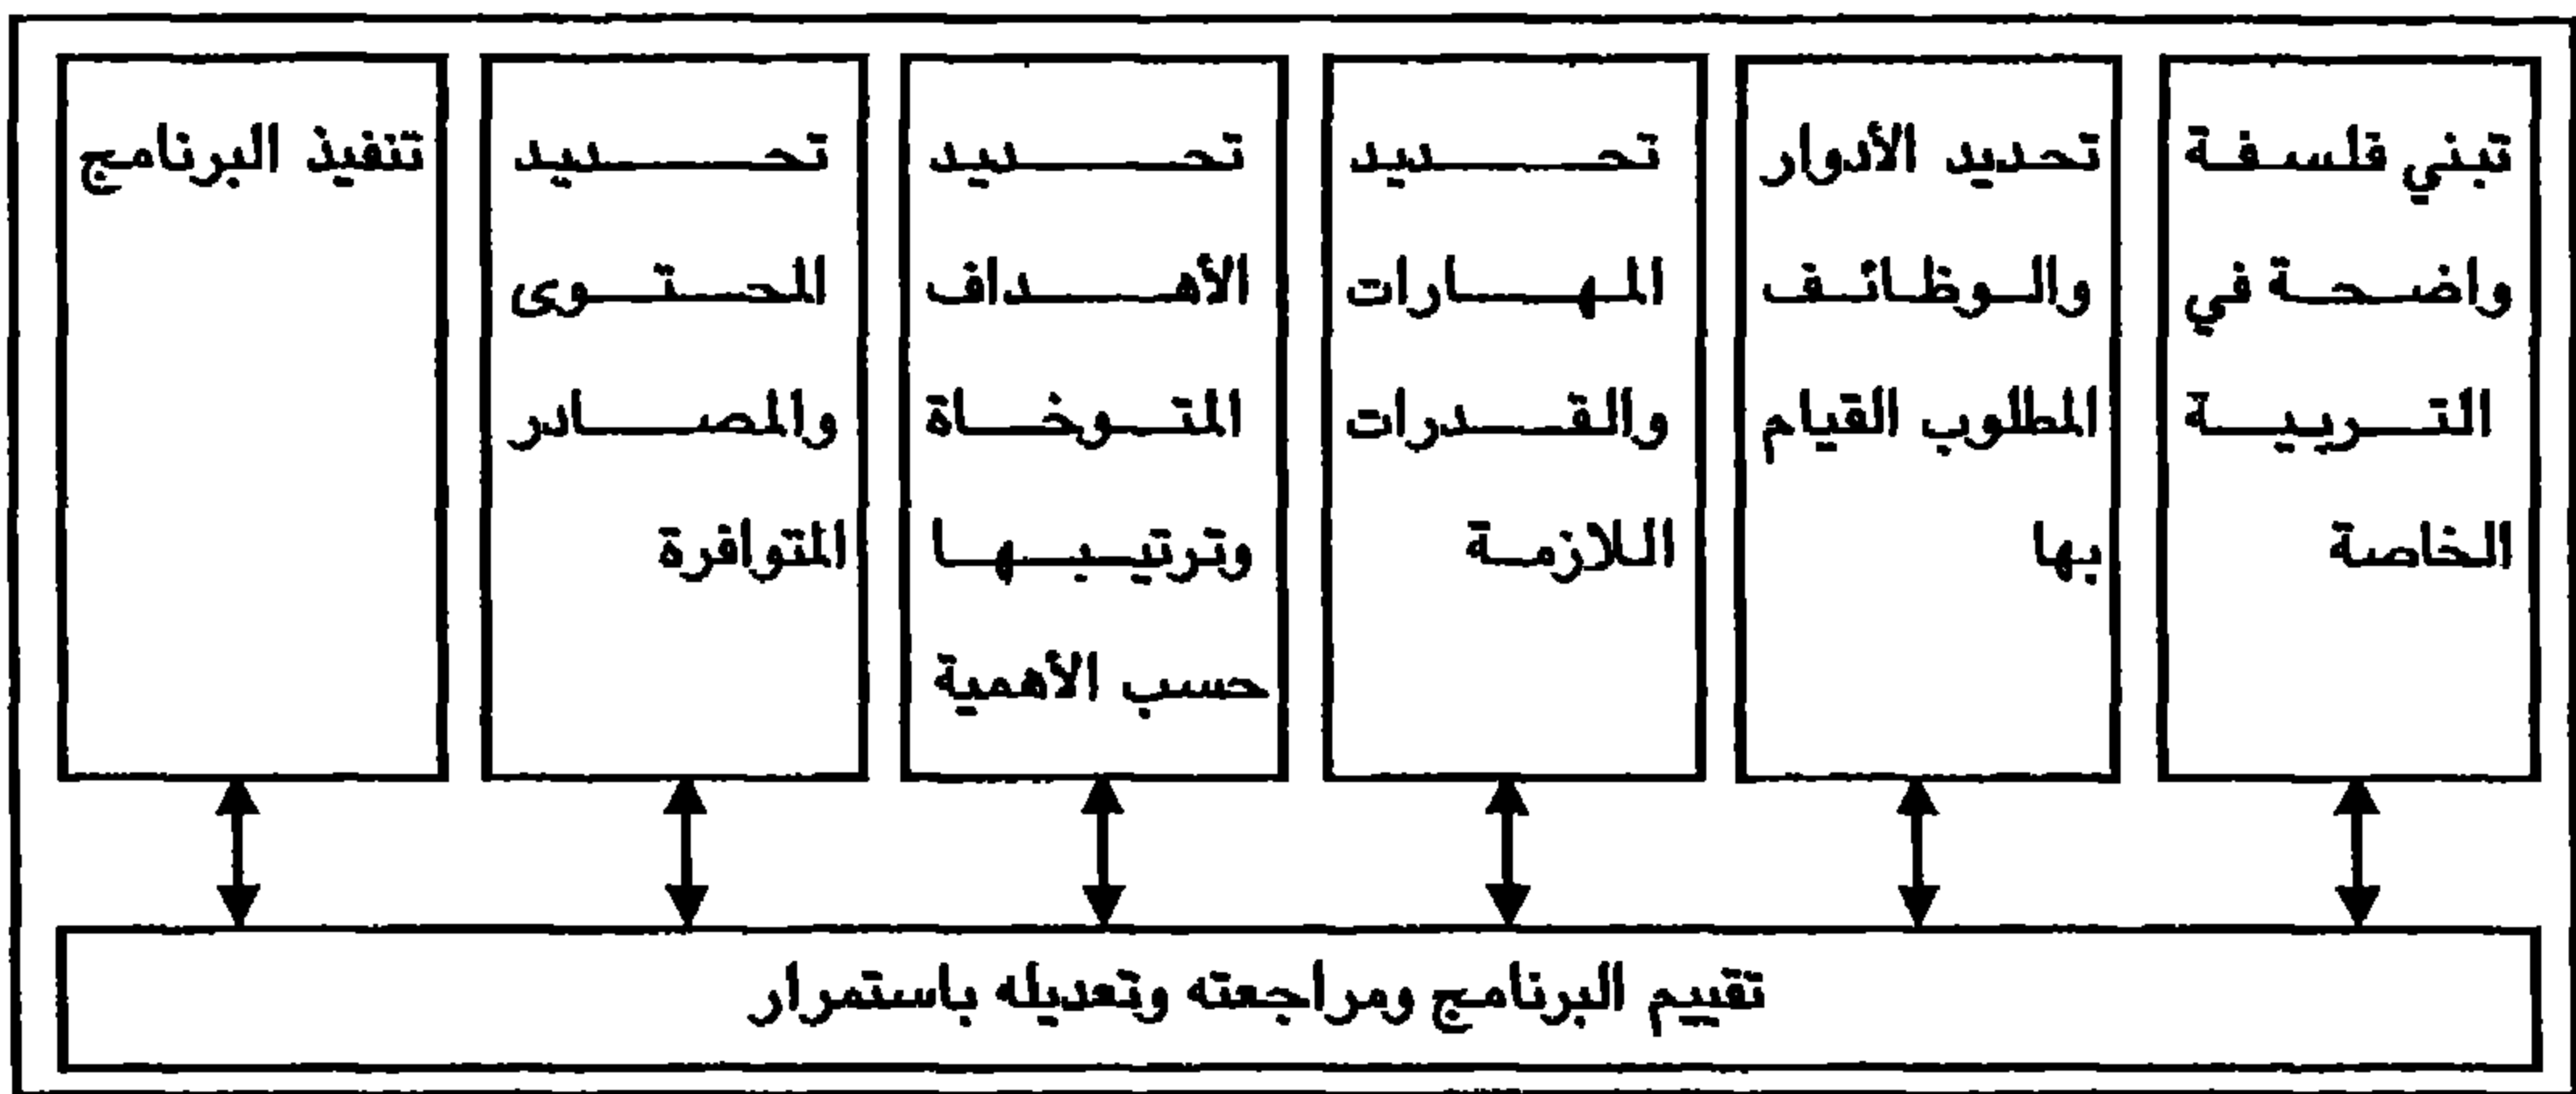 تبني فلسفة
واضحة في
التربية
الخاصة
تحديد الأدوار
والوظائف
المطلوب القيام
بها
تحديد
المهارات
والقدرات
اللازمة
تحديد
الأهداف
المتوخاة
وترتيبها
حسب الأهمية
تحديد
المحتوى
والمصادر
المتوافرة
تنفيذ البرنامج
تقييم البرنامج ومراجعته وتعديله باستمرار